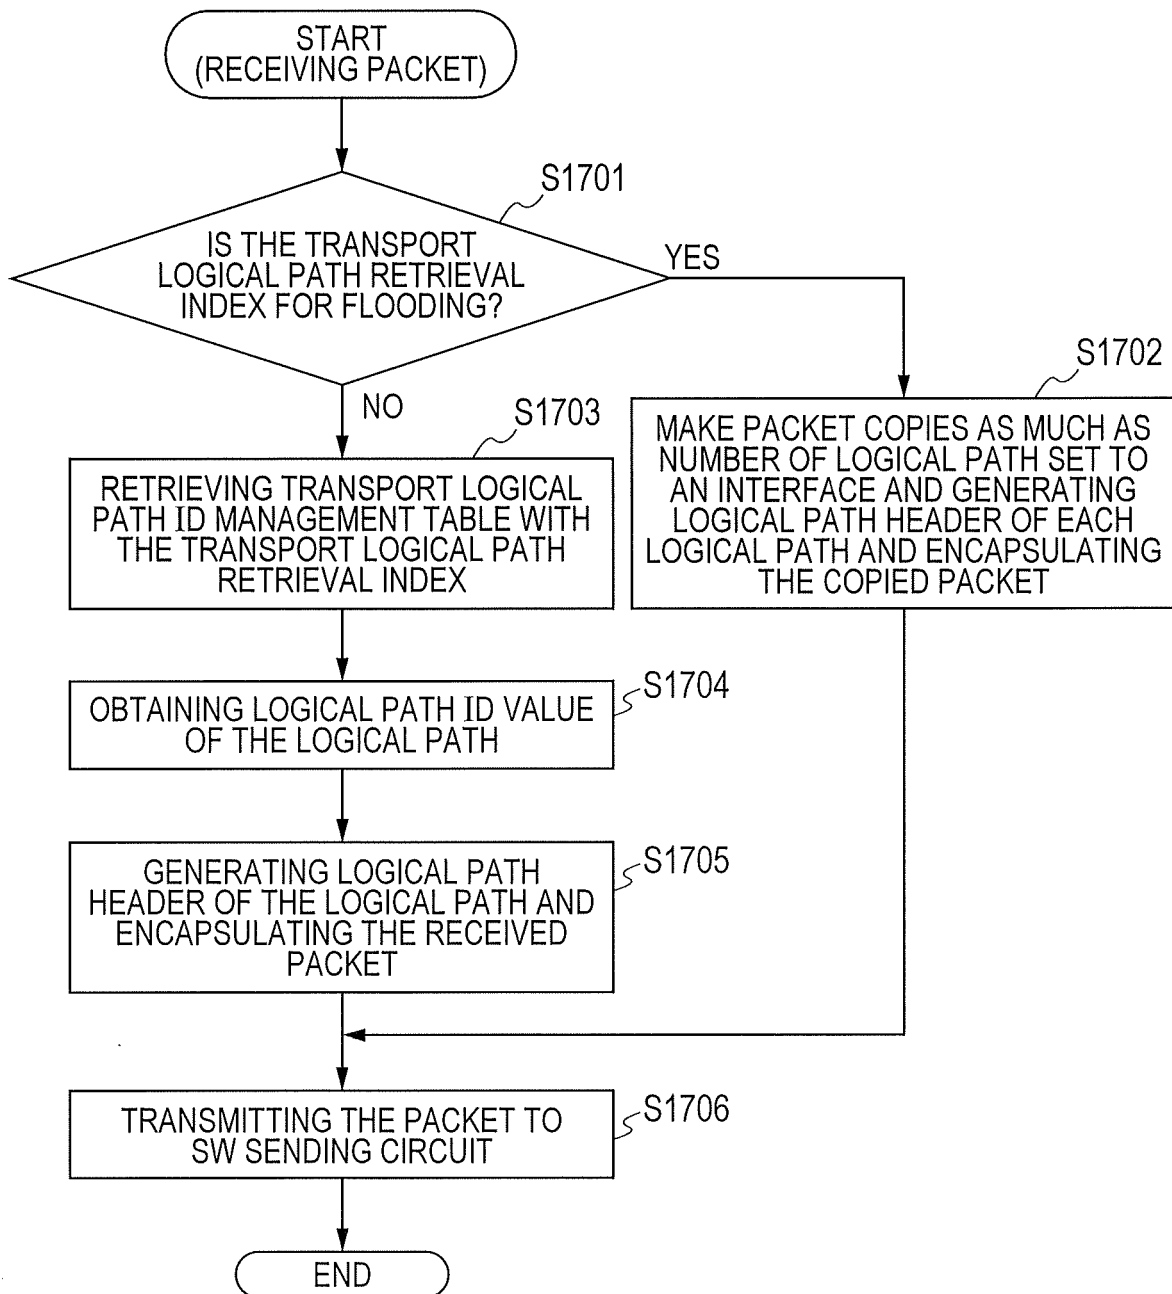 START
(RECEIVING PACKET)
S1701
IS THE TRANSPORT
LOGICAL PATH RETRIEVAL
INDEX FOR FLOODING?
YES
NO
S1702
MAKE PACKET COPIES AS MUCH AS
NUMBER OF LOGICAL PATH SET TO
AN INTERFACE AND GENERATING
LOGICAL PATH HEADER OF EACH
LOGICAL PATH AND ENCAPSULATING
THE COPIED PACKET
S1703
RETRIEVING TRANSPORT LOGICAL
PATH ID MANAGEMENT TABLE WITH
THE TRANSPORT LOGICAL PATH
RETRIEVAL INDEX
S1704
OBTAINING LOGICAL PATH ID VALUE
OF THE LOGICAL PATH
S1705
GENERATING LOGICAL PATH
HEADER OF THE LOGICAL PATH AND
ENCAPSULATING THE RECEIVED
PACKET
S1706
TRANSMITTING THE PACKET TO
SW SENDING CIRCUIT
END